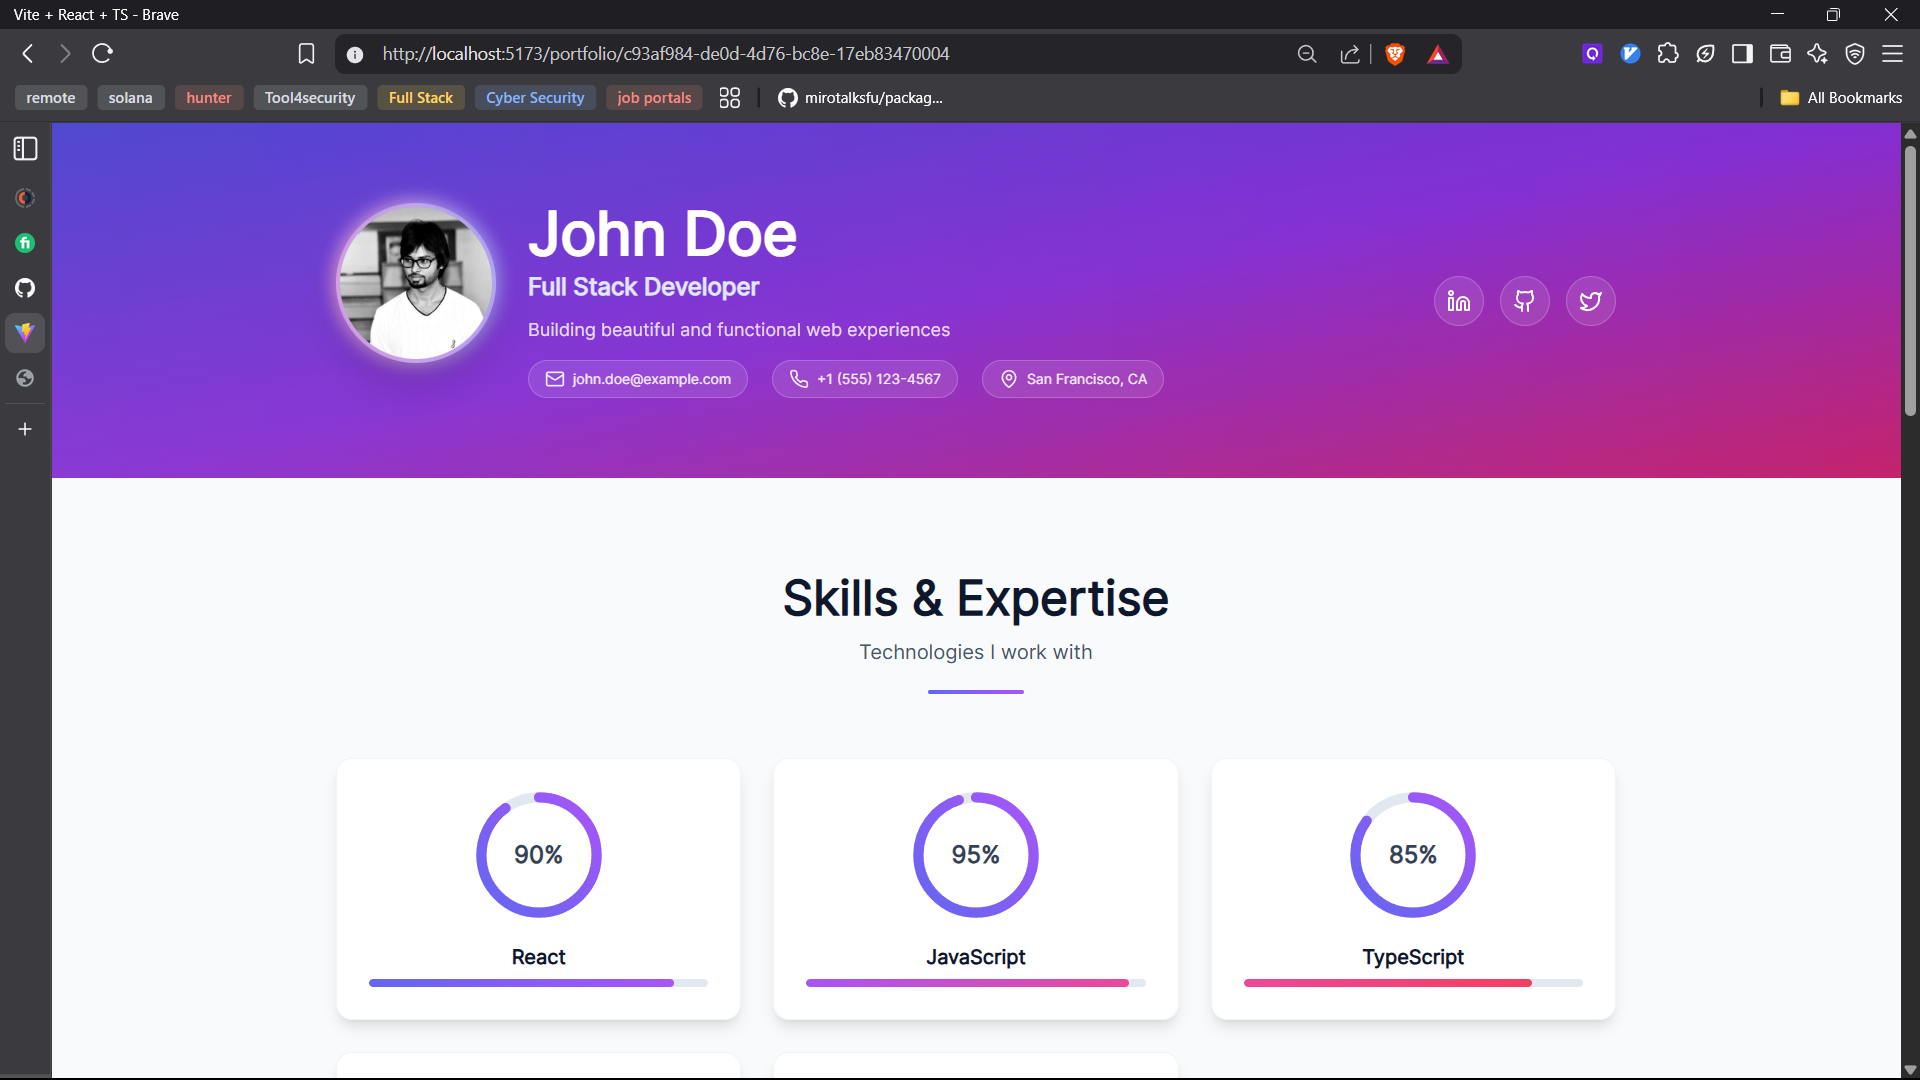 Vite + React + TS - Brave
http://localhost:5173/portfolio/c93af984-de0d-4d76-bc8e-17eb83470004
remote solana hunter Tool4security Full Stack Cyber Security job portals mirotalksfu/packag... All Bookmarks
fi
John Doe
Full Stack Developer
Building beautiful and functional web experiences
john.doe@example.com +1 (555) 123-4567 San Francisco, CA
in
Skills & Expertise
Technologies I work with
90% 95% 85%
React JavaScript TypeScript